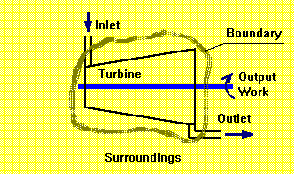 Inlet
Boundary
Turbine
Output
Work
Outlet
Surroundings